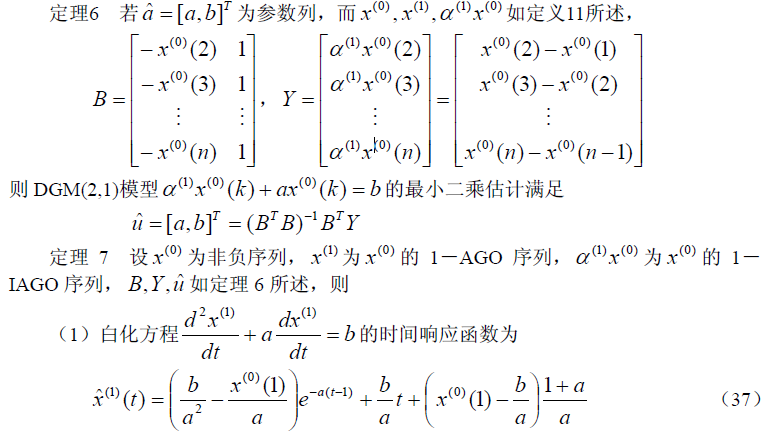 定理6 若 $\hat{a}=[a,b]^T$ 为参数列，而 $x^{(0)},x^{(1)},\alpha^{(1)}x^{(0)}$ 如定义11所述，
$B=\begin{bmatrix}-x^{(0)}(2) & 1\\-x^{(0)}(3) & 1\\\vdots & \vdots\\-x^{(0)}(n) & 1\end{bmatrix}$，$Y=\begin{bmatrix}\alpha^{(1)}x^{(0)}(2)\\\alpha^{(1)}x^{(0)}(3)\\\vdots\\\alpha^{(1)}x^{(0)}(n)\end{bmatrix}=\begin{bmatrix}x^{(0)}(2)-x^{(0)}(1)\\x^{(0)}(3)-x^{(0)}(2)\\\vdots\\x^{(0)}(n)-x^{(0)}(n-1)\end{bmatrix}$
则 DGM(2,1)模型 $\alpha^{(1)}x^{(0)}(k)+ax^{(0)}(k)=b$ 的最小二乘估计满足
$\hat{u}=[a,b]^T=(B^TB)^{-1}B^TY$
定理 7 设 $x^{(0)}$ 为非负序列，$x^{(1)}$ 为 $x^{(0)}$ 的 1－AGO 序列，$\alpha^{(1)}x^{(0)}$ 为 $x^{(0)}$ 的 1－
IAGO 序列，$B,Y,\hat{u}$ 如定理 6 所述，则
（1）白化方程 $\frac{d^2x^{(1)}}{dt}+a\frac{dx^{(1)}}{dt}=b$ 的时间响应函数为
$\hat{x}^{(1)}(t)=\left(\frac{b}{a^2}-\frac{x^{(0)}(1)}{a}\right)e^{-a(t-1)}+\frac{b}{a}t+\left(x^{(0)}(1)-\frac{b}{a}\right)\frac{1+a}{a}$ （37）